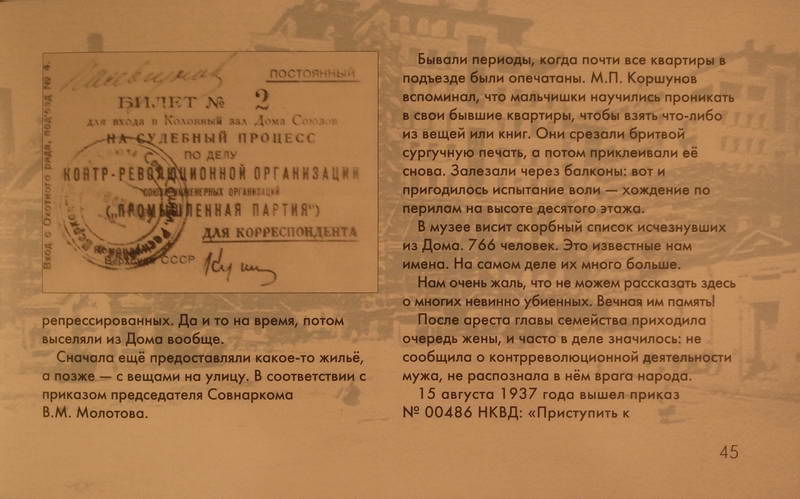 ПОСТОЯННЫЙ
БИЛЕТ № 2
для входа в Колонный зал Дома Союзов
НА СУДЕБНЫЙ ПРОЦЕСС
ПО ДЕЛУ
КОНТР-РЕВОЛЮЦИОННОЙ ОРГАНИЗАЦИИ
("ПРОМЫШЛЕННАЯ ПАРТИЯ")
ДЛЯ КОРРЕСПОНДЕНТА
СССР
Вход с Охотного ряда, подъезд № 4.
репрессированных. Да и то на время, потом
выселяли из Дома вообще.
Сначала ещё предоставляли какое-то жильё,
а позже — с вещами на улицу. В соответствии с
приказом председателя Совнаркома
В.М. Молотова.
Бывали периоды, когда почти все квартиры в
подъезде были опечатаны. М.П. Коршунов
вспоминал, что мальчишки научились проникать
в свои бывшие квартиры, чтобы взять что-либо
из вещей или книг. Они срезали бритвой
сургучную печать, а потом приклеивали её
снова. Залезали через балконы: вот и
пригодилось испытание воли — хождение по
перилам на высоте десятого этажа.
В музее висит скорбный список исчезнувших
из Дома. 766 человек. Это известные нам
имена. На самом деле их много больше.
Нам очень жаль, что не можем рассказать здесь
о многих невинно убиенных. Вечная им память!
После ареста главы семейства приходила
очередь жены, и часто в деле значилось: не
сообщила о контрреволюционной деятельности
мужа, не распознала в нём врага народа.
15 августа 1937 года вышел приказ
№ 00486 НКВД: «Приступить к
45